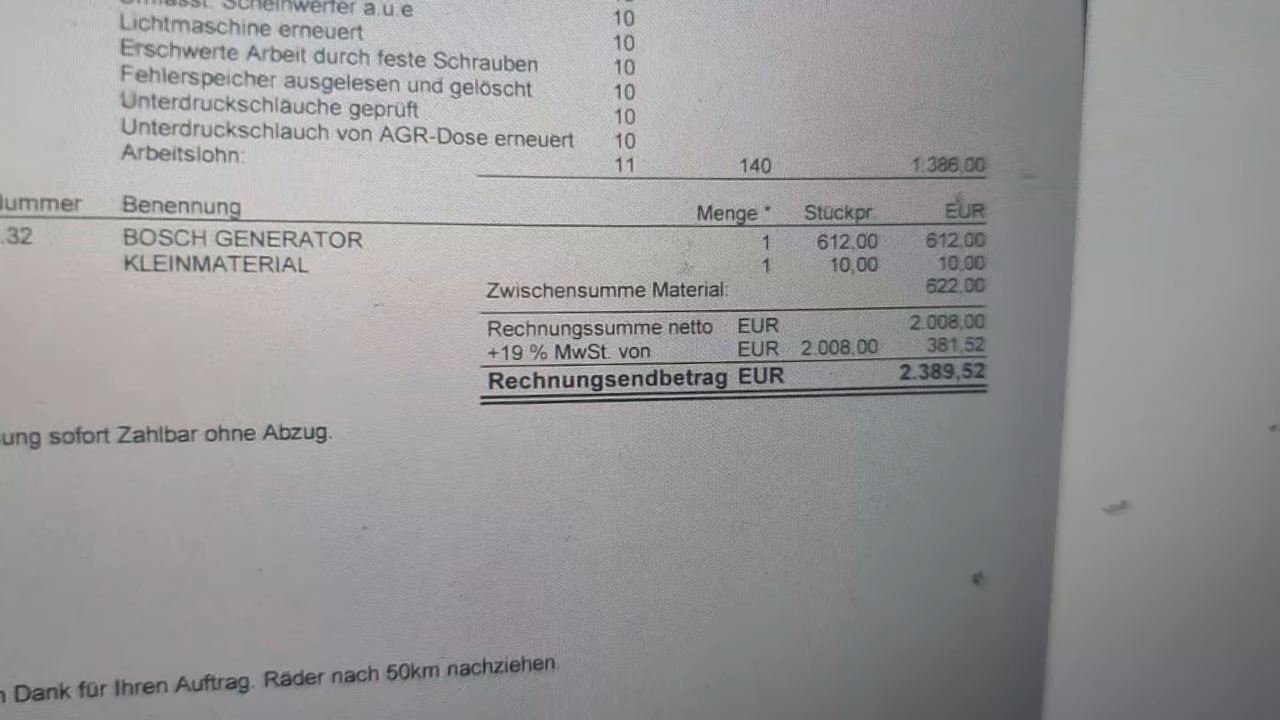 Scheinwerfer a.u.e
Lichtmaschine erneuert 10
Erschwerte Arbeit durch feste Schrauben 10
Fehlerspeicher ausgelesen und gelöscht 10
Unterdruckschläuche geprüft 10
Unterdruckschlauch von AGR-Dose erneuert 10
Arbeitslohn: 10
11 140 1.386,00
Nummer Benennung Menge * Stückpr. EUR
.32 BOSCH GENERATOR 1 612,00 612,00
KLEINMATERIAL 1 10,00 10,00
Zwischensumme Material: 622,00
Rechnungssumme netto EUR 2.008,00
+19 % MwSt. von EUR 2.008,00 381,52
Rechnungsendbetrag EUR 2.389,52
ung sofort Zahlbar ohne Abzug.
n Dank für Ihren Auftrag. Räder nach 50km nachziehen.